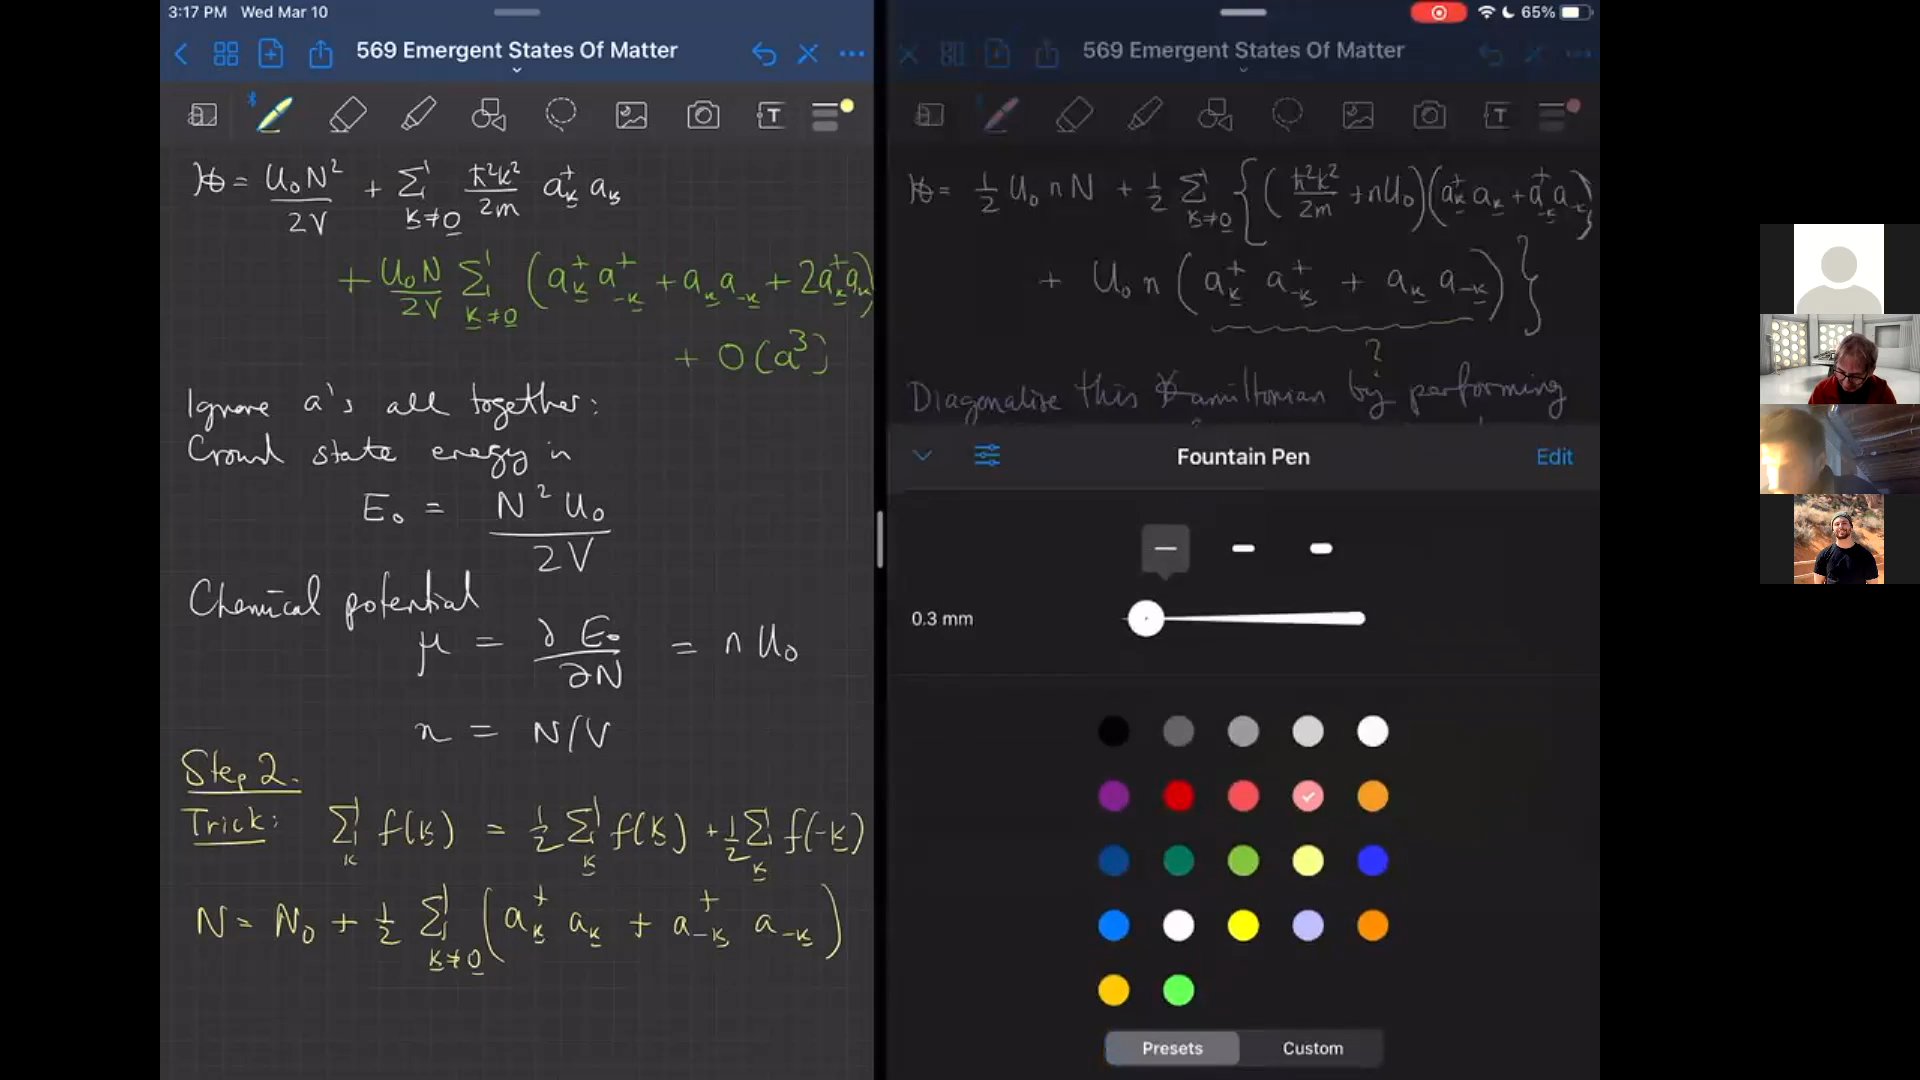 3:17 PM Wed Mar 10
65%
569 Emergent States Of Matter
569 Emergent States Of Matter
H = U₀N²/2V + Σ'_{k≠0} ħ²k²/2m a†_k a_k
+ U₀N/2V Σ'_{k≠0} (a†_k a†_-k + a_k a_-k + 2a†_k a_k)
+ O(a³)
Ignore a's all together:
state energy is
E₀ = N²U₀/2V
Chemical potential
μ = ∂E₀/∂N = n U₀
n = N/V
Step 2.
Trick: Σ'_k f(k) = ½ Σ'_k f(k) + ½ Σ'_k f(-k)
N = N₀ + ½ Σ'_{k≠0} (a†_k a_k + a†_-k a_-k)
H = ½ U₀ n N + ½ Σ'_{k≠0} { (ħ²k²/2m + nU₀)(a†_k a_k + a†_-k a_-k)
+ U₀ n (a†_k a†_-k + a_k a_-k) }
?
Diagonalise this Hamiltonian by performing
Fountain Pen
Edit
0.3 mm
Presets
Custom
T
T